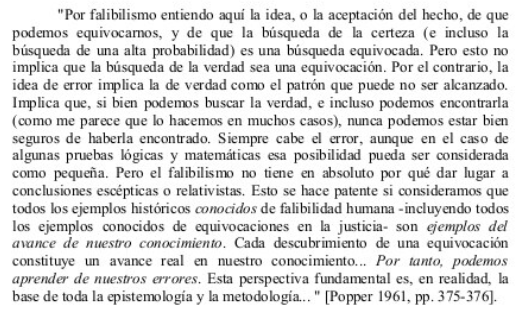 "Por falibilismo entiendo aquí la idea, o la aceptación del hecho, de que
podemos equivocarnos, y de que la búsqueda de la certeza (e incluso la
búsqueda de una alta probabilidad) es una búsqueda equivocada. Pero esto no
implica que la búsqueda de la verdad sea una equivocación. Por el contrario, la
idea de error implica la de verdad como el patrón que puede no ser alcanzado.
Implica que, si bien podemos buscar la verdad, e incluso podemos encontrarla
(como me parece que lo hacemos en muchos casos), nunca podemos estar bien
seguros de haberla encontrado. Siempre cabe el error, aunque en el caso de
algunas pruebas lógicas y matemáticas esa posibilidad pueda ser considerada
como pequeña. Pero el falibilismo no tiene en absoluto por qué dar lugar a
conclusiones escépticas o relativistas. Esto se hace patente si consideramos que
todos los ejemplos históricos conocidos de falibilidad humana -incluyendo todos
los ejemplos conocidos de equivocaciones en la justicia- son ejemplos del
avance de nuestro conocimiento. Cada descubrimiento de una equivocación
constituye un avance real en nuestro conocimiento... Por tanto, podemos
aprender de nuestros errores. Esta perspectiva fundamental es, en realidad, la
base de toda la epistemología y la metodología... " [Popper 1961, pp. 375-376].